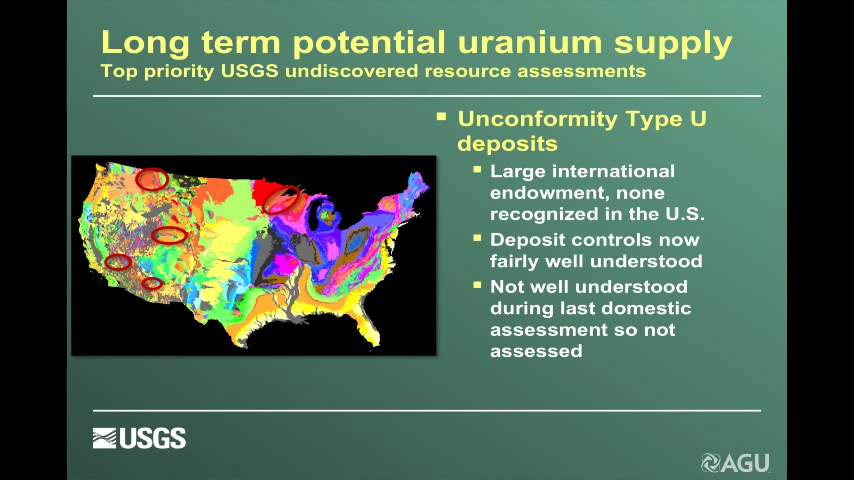 Long term potential uranium supply
Top priority USGS undiscovered resource assessments
Unconformity Type U
deposits
Large international
endowment, none
recognized in the U.S.
Deposit controls now
fairly well understood
Not well understood
during last domestic
assessment so not
assessed
USGS
AGU